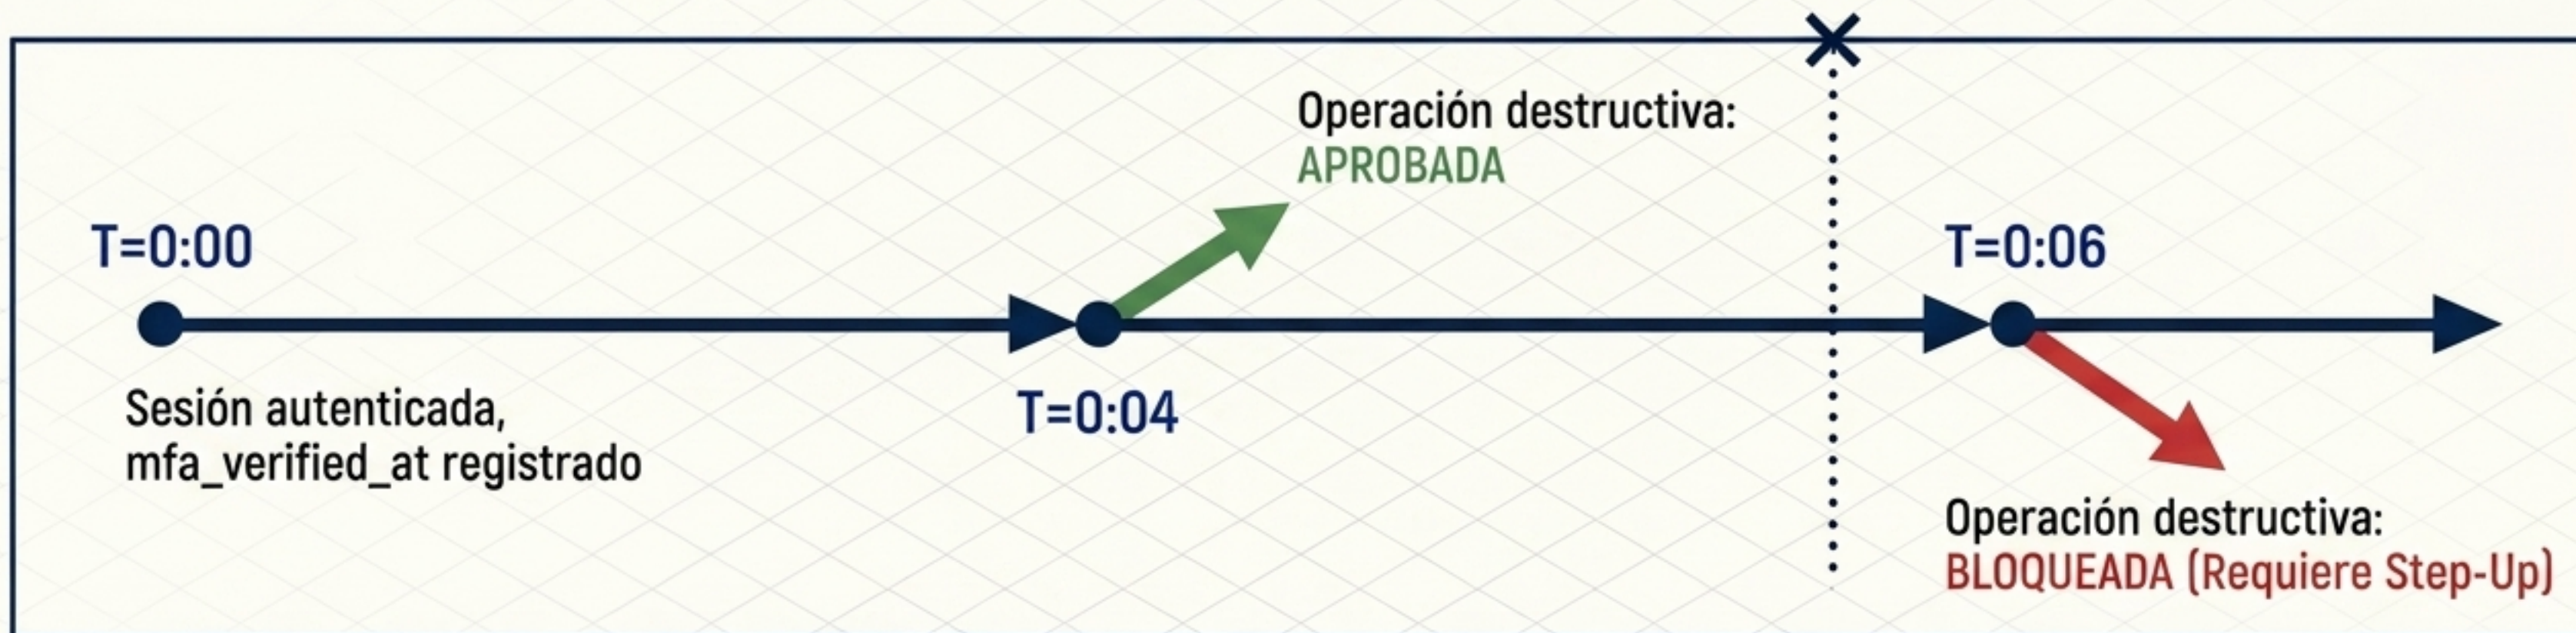 T=0:00
Sesión autenticada,
mfa_verified_at registrado
T=0:04
Operación destructiva:
APROBADA
T=0:06
Operación destructiva:
BLOQUEADA (Requiere Step-Up)